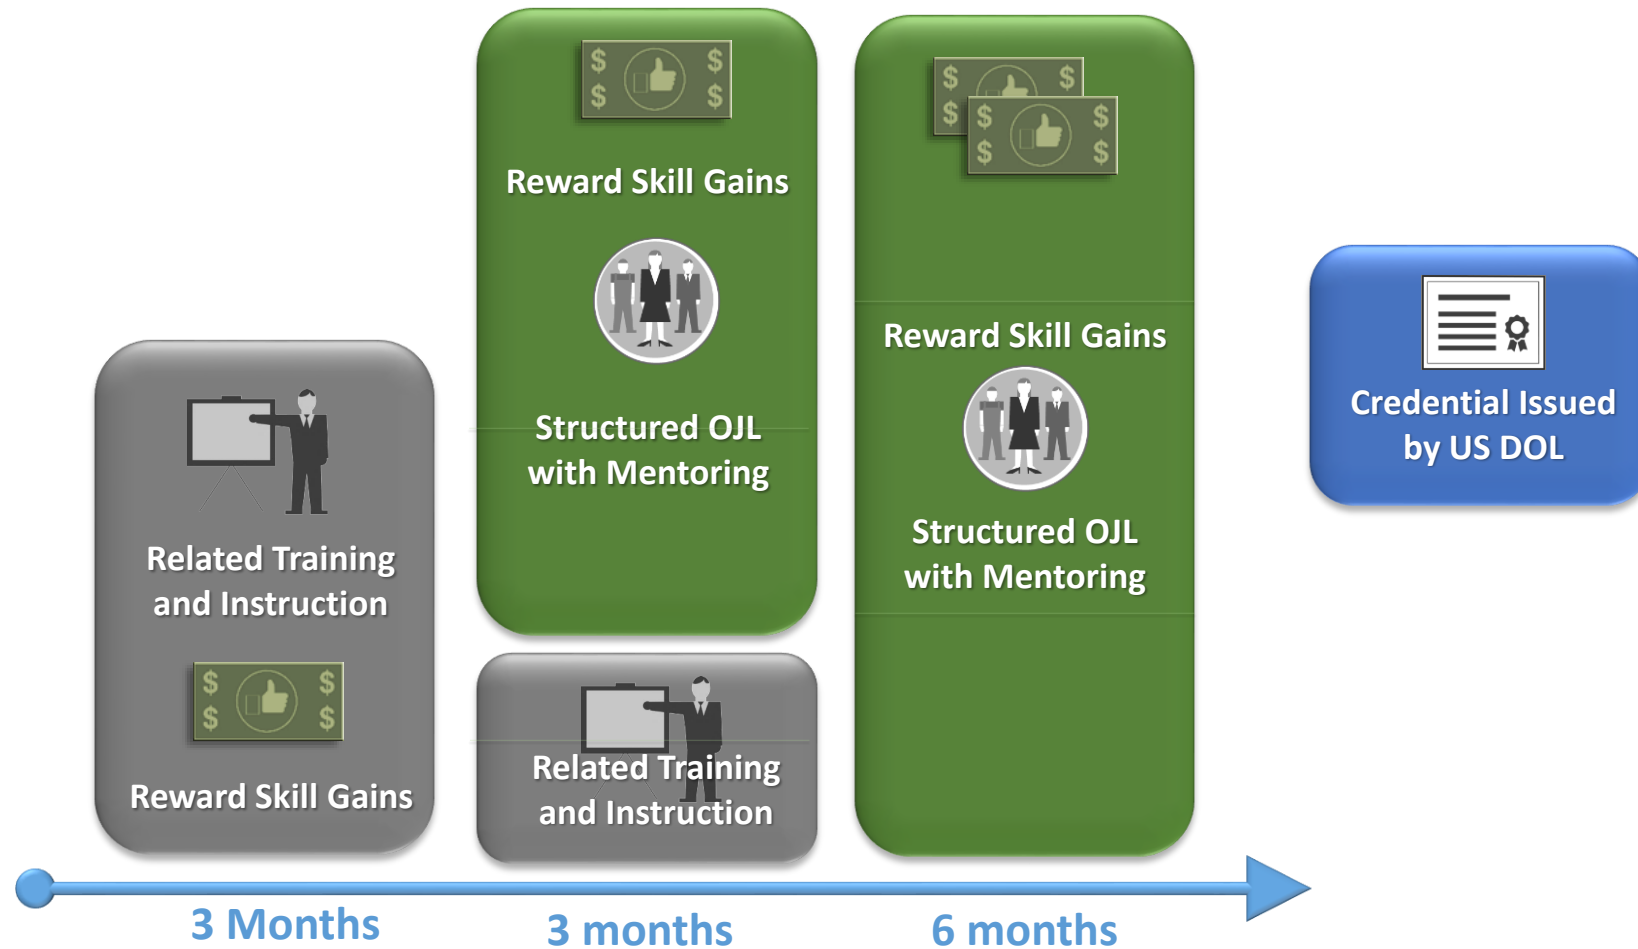 Related Training
and Instruction
$ $
$ $
Reward Skill Gains
3 Months
$ $
$ $
Reward Skill Gains
Structured OJL
with Mentoring
Related Training
and Instruction
3 months
$ $
$
$ $
$ $
Reward Skill Gains
Structured OJL
with Mentoring
6 months
Credential Issued
by US DOL